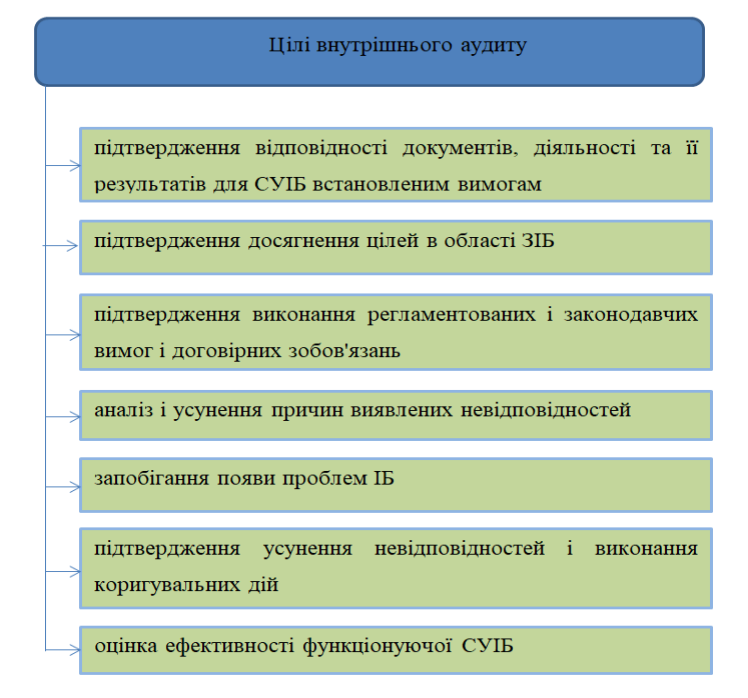 Цілі внутрішнього аудиту
підтвердження відповідності документів, діяльності та її
результатів для СУІБ встановленим вимогам
підтвердження досягнення цілей в області ЗІБ
підтвердження виконання регламентованих і законодавчих
вимог і договірних зобов'язань
аналіз і усунення причин виявлених невідповідностей
запобігання появи проблем ІБ
підтвердження усунення невідповідностей і виконання
коригувальних дій
оцінка ефективності функціонуючої СУІБ